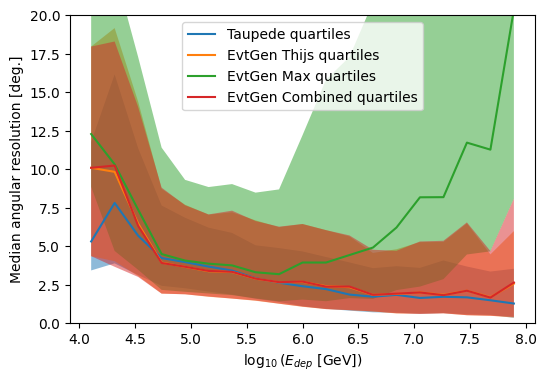 Taupede quartiles
EvtGen Thijs quartiles
EvtGen Max quartiles
EvtGen Combined quartiles
Median angular resolution [deg.]
20.0
17.5
15.0
12.5
10.0
7.5
5.0
2.5
0.0
4.0 4.5 5.0 5.5 6.0 6.5 7.0 7.5 8.0
log₁₀(E_dep [GeV])